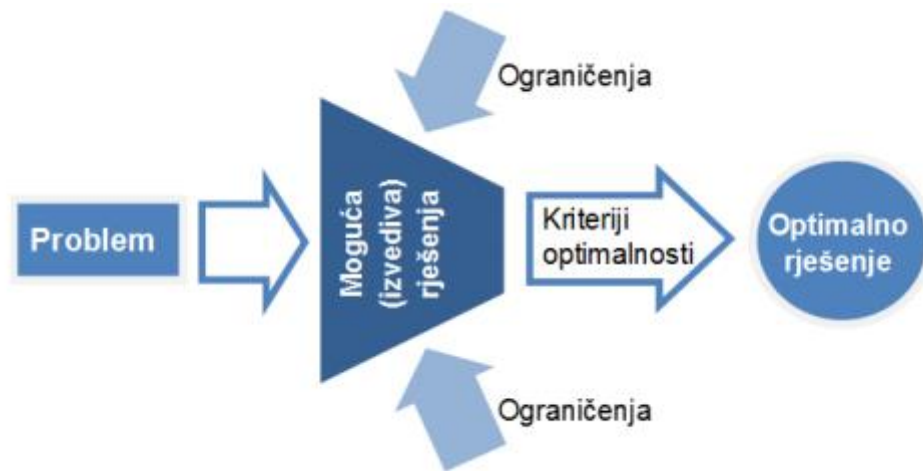 Ograničenja
Problem
Moguća
(izvediva)
rješenja
Kriteriji
optimalnosti
Optimalno
rješenje
Ograničenja